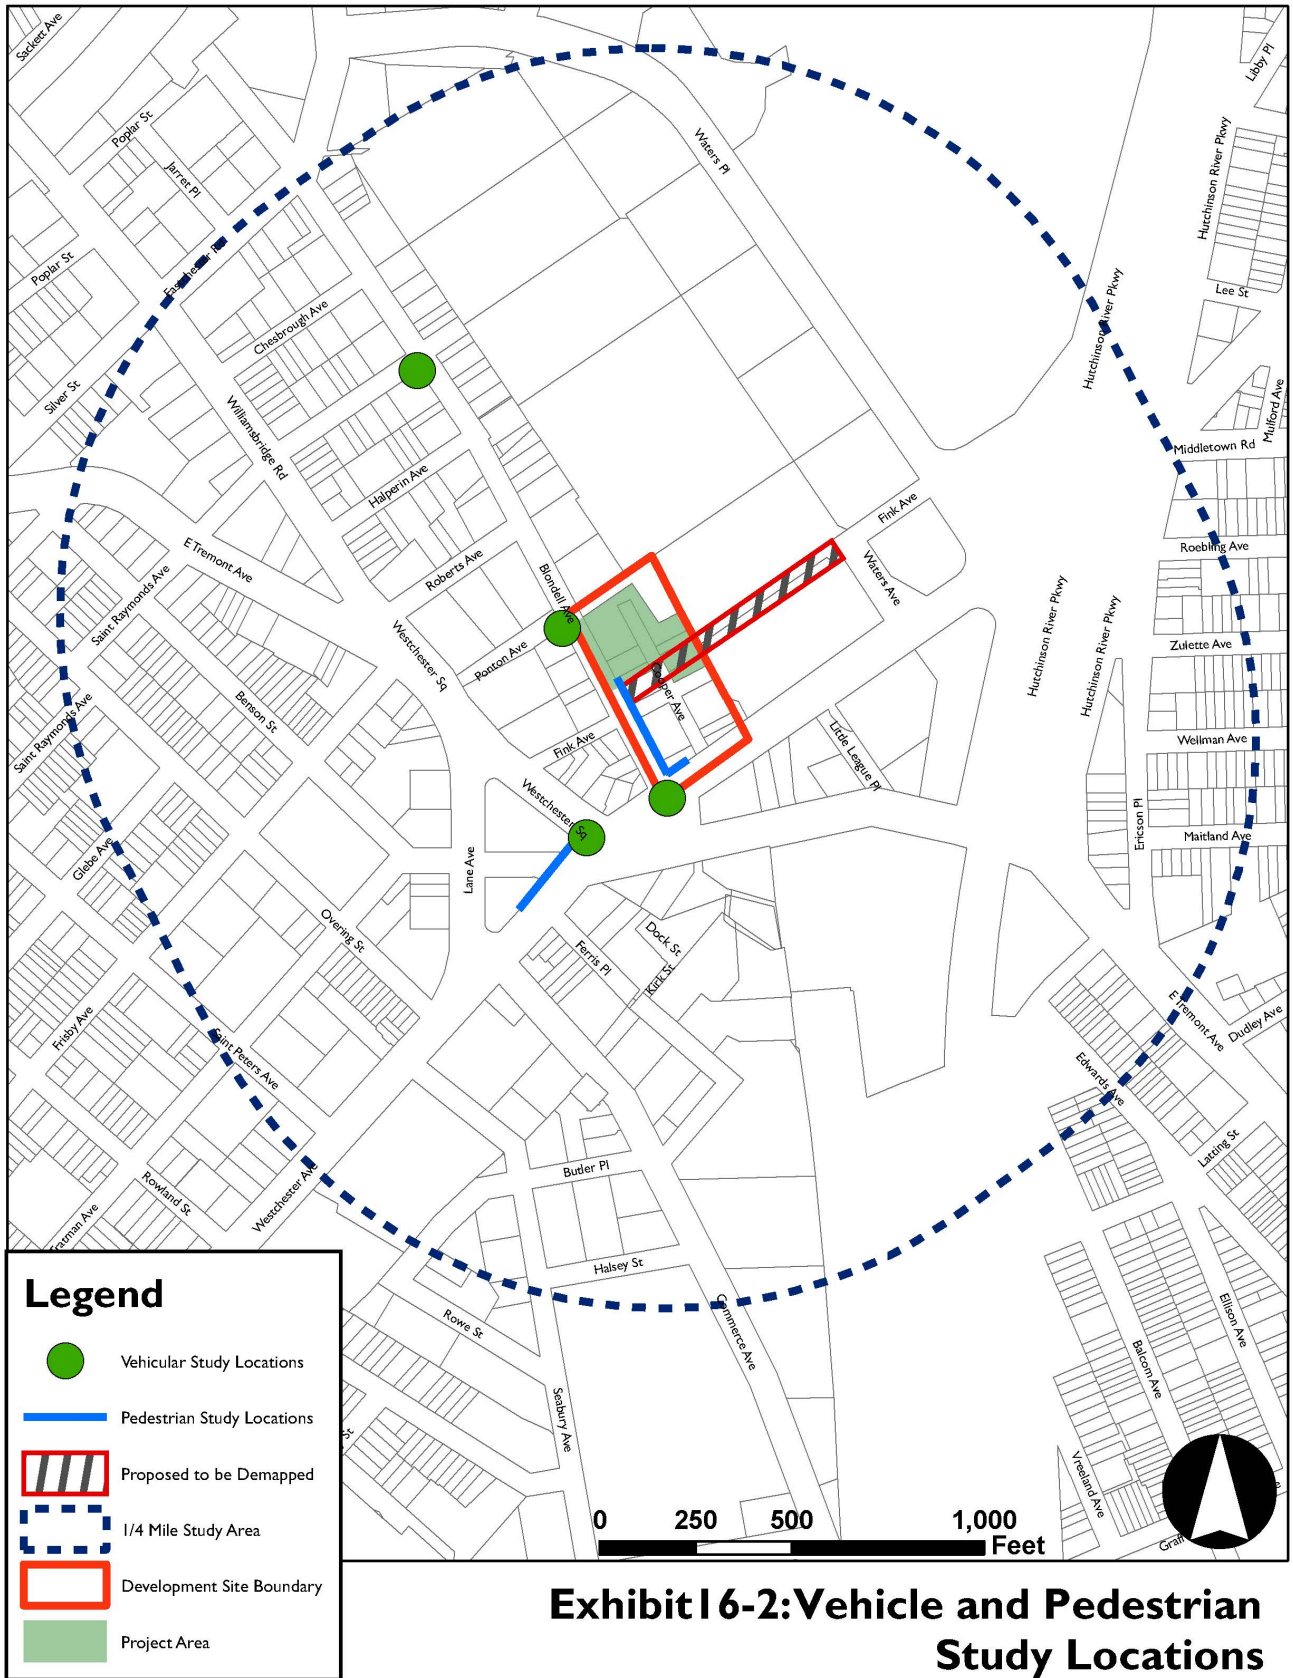 Sackett Ave
Libby Pl
Poplar St
Jarret Pl
Waters Pl
Hutchinson River Pkwy
Poplar St
Eastchester Rd
Lee St
Chesbrough Ave
Hutchinson River Pkwy
Silver St
Williamsbridge Rd
Mulford Ave
Middletown Rd
Halperin Ave
Fink Ave
E Tremont Ave
Roebling Ave
Roberts Ave
Blondell Ave
Waters Ave
Saint Raymonds Ave
Westchester Sq
Hutchinson River Pkwy
Hutchinson River Pkwy
Zulette Ave
Ponton Ave
Cooper Ave
Benson St
Saint Raymonds Ave
Fink Ave
Little League Pl
Wellman Ave
Westchester Sq
Ericson Pl
Maitland Ave
Glebe Ave
Lane Ave
Overing St
Dock St
Ferris Pl
Kirk St
E Tremont Ave
Dudley Ave
Frisby Ave
Saint Peters Ave
Edwards Ave
Latting St
Butler Pl
Rowland St
Westchester Ave
Tratman Ave
Halsey St
Rowe St
Commerce Ave
Ellison Ave
Balcom Ave
Seabury Ave
Vreeland Ave
Graff
Legend
Vehicular Study Locations
Pedestrian Study Locations
Proposed to be Demapped
1/4 Mile Study Area
Development Site Boundary
Project Area
0 250 500 1,000
Feet
Exhibit16-2: Vehicle and Pedestrian
Study Locations